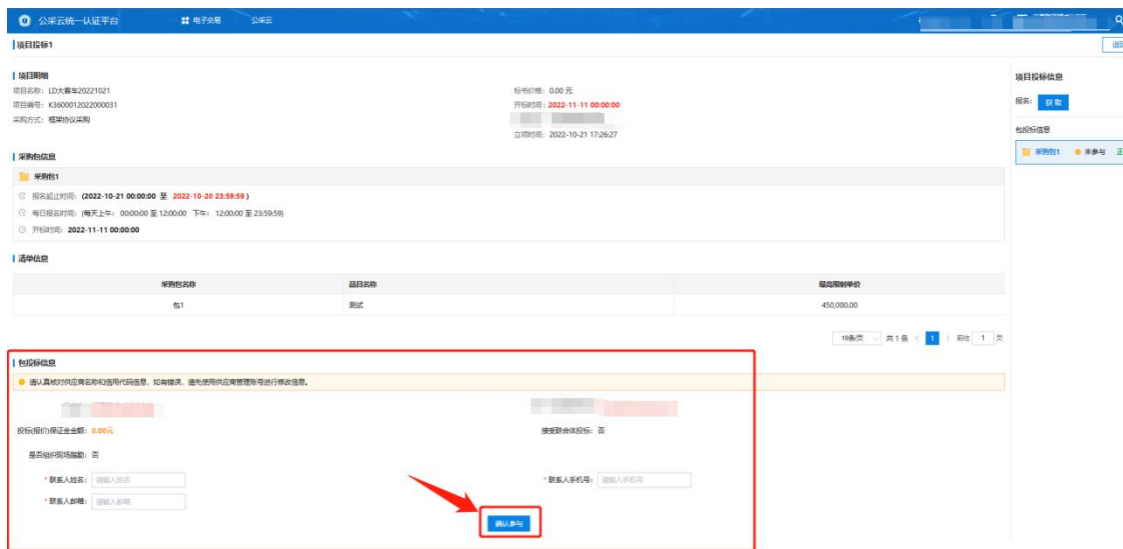 公采云统一认证平台 电子交易 公采云
项目投标1
项目明细
项目名称: LD大客车20221021 标书价格: 0.00 元
项目编号: K3600012022000031 开标时间: 2022-11-11 00:00:00
采购方式: 框架协议采购
立项时间: 2022-10-21 17:26:27
采购包信息
采购包1
报名起止时间: (2022-10-21 00:00:00 至 2022-10-28 23:59:59 )
每日报名时间: (每天上午: 00:00:00 至 12:00:00 下午: 12:00:00 至 23:59:59)
开标时间: 2022-11-11 00:00:00
清单信息
采购包名称 品目名称 最高限制单价
包1 测试 450,000.00
10条/页 共 1 条 1 前往 1 页
包投标信息
请认真核对供应商名称和信用代码信息, 如有错误, 请先使用供应商管理账号进行修改信息。
投标(报价)保证金金额: 0.00元 接受联合体投标: 否
是否组织现场踏勘: 否
* 联系人姓名: 请输入姓名 * 联系人手机号: 请输入手机号
* 联系人邮箱: 请输入邮箱
确认参与
返回
项目投标信息
报名: 获取
包投标信息
采购包1 未参与 正